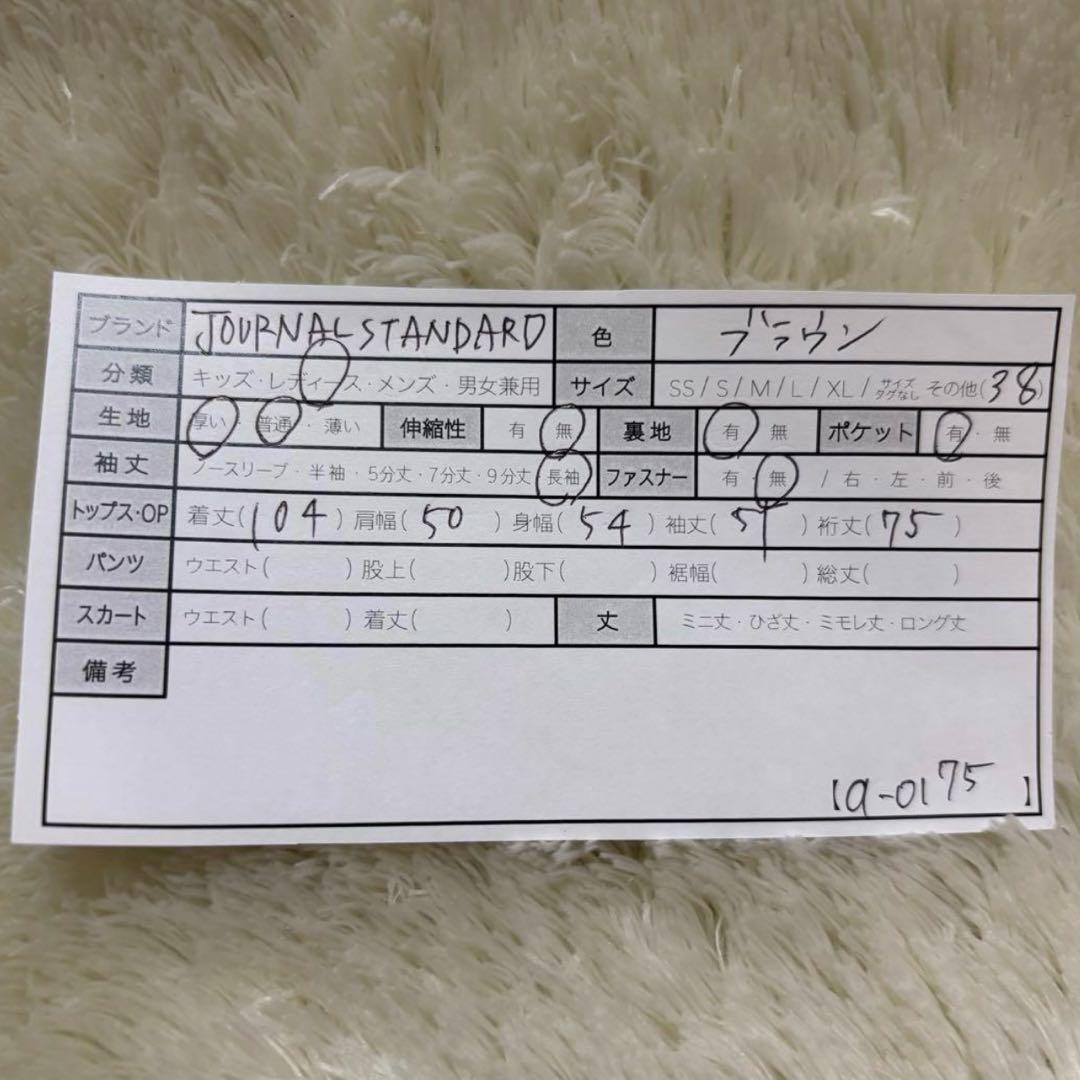 ブランド JOURNALSTANDARD 色 ブラウン
分類 キッズ・レディース・メンズ・男女兼用 サイズ SS / S / M / L / XL / サイズタグなし その他(38)
生地 厚い・普通・薄い 伸縮性 有 無 裏地 有 無 ポケット 有・無
袖丈 ノースリーブ・半袖・5分丈・7分丈・9分丈・長袖 ファスナー 有・無 / 右・左・前・後
トップス・OP 着丈(104) 肩幅(50) 身幅(54) 袖丈( ) 裄丈(75)
パンツ ウエスト( ) 股上( ) 股下( ) 裾幅( ) 総丈( )
スカート ウエスト( ) 着丈( ) 丈 ミニ丈・ひざ丈・ミモレ丈・ロング丈
備考
【a-0175】